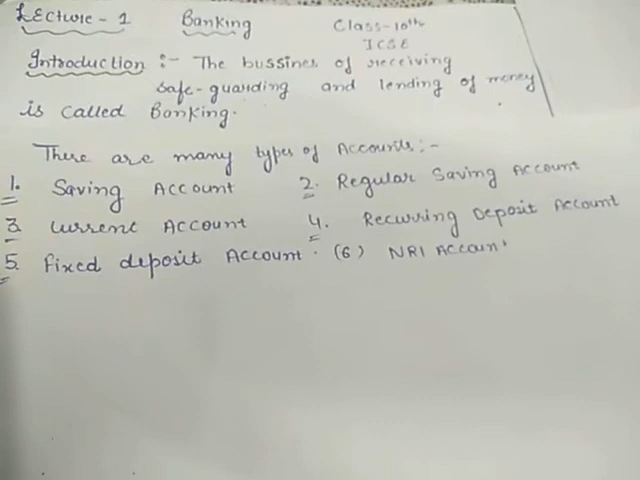 Lecture - 1 Banking Class-10th
ICSE
Introduction :- The bussines of receiving
safe-guarding and lending of money
is called Banking.
There are many types of Accounts:-
1. Saving Account 2. Regular Saving Account
3. Current Account 4. Recurring Deposit Account
5. Fixed deposit Account. (6) NRI Account